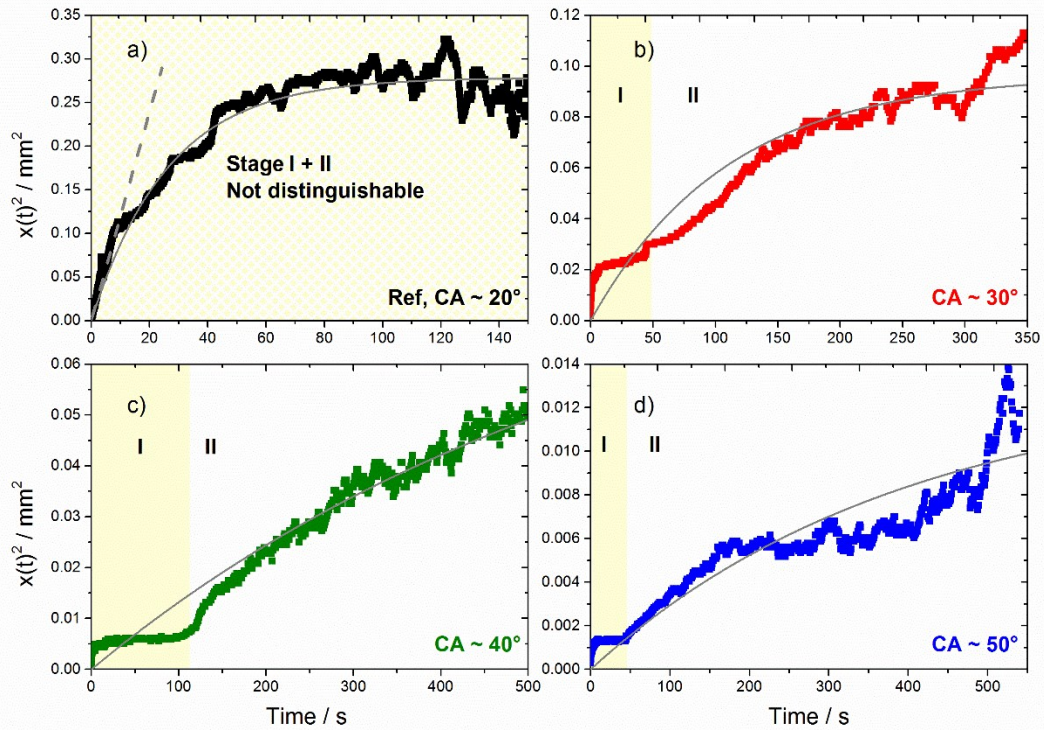 a)
0.35
0.30
0.25
0.20
0.15
0.10
0.05
0.00
0 20 40 60 80 100 120 140
x(t)² / mm²
Stage I + II
Not distinguishable
Ref, CA ~ 20°
b)
0.12
0.10
0.08
0.06
0.04
0.02
0.00
0 50 100 150 200 250 300 350
I II
CA ~ 30°
c)
0.06
0.05
0.04
0.03
0.02
0.01
0.00
0 100 200 300 400 500
x(t)² / mm²
Time / s
I II
CA ~ 40°
d)
0.014
0.012
0.010
0.008
0.006
0.004
0.002
0.000
0 50 100 150 200 250 300 350 400 450 500
Time / s
I II
CA ~ 50°